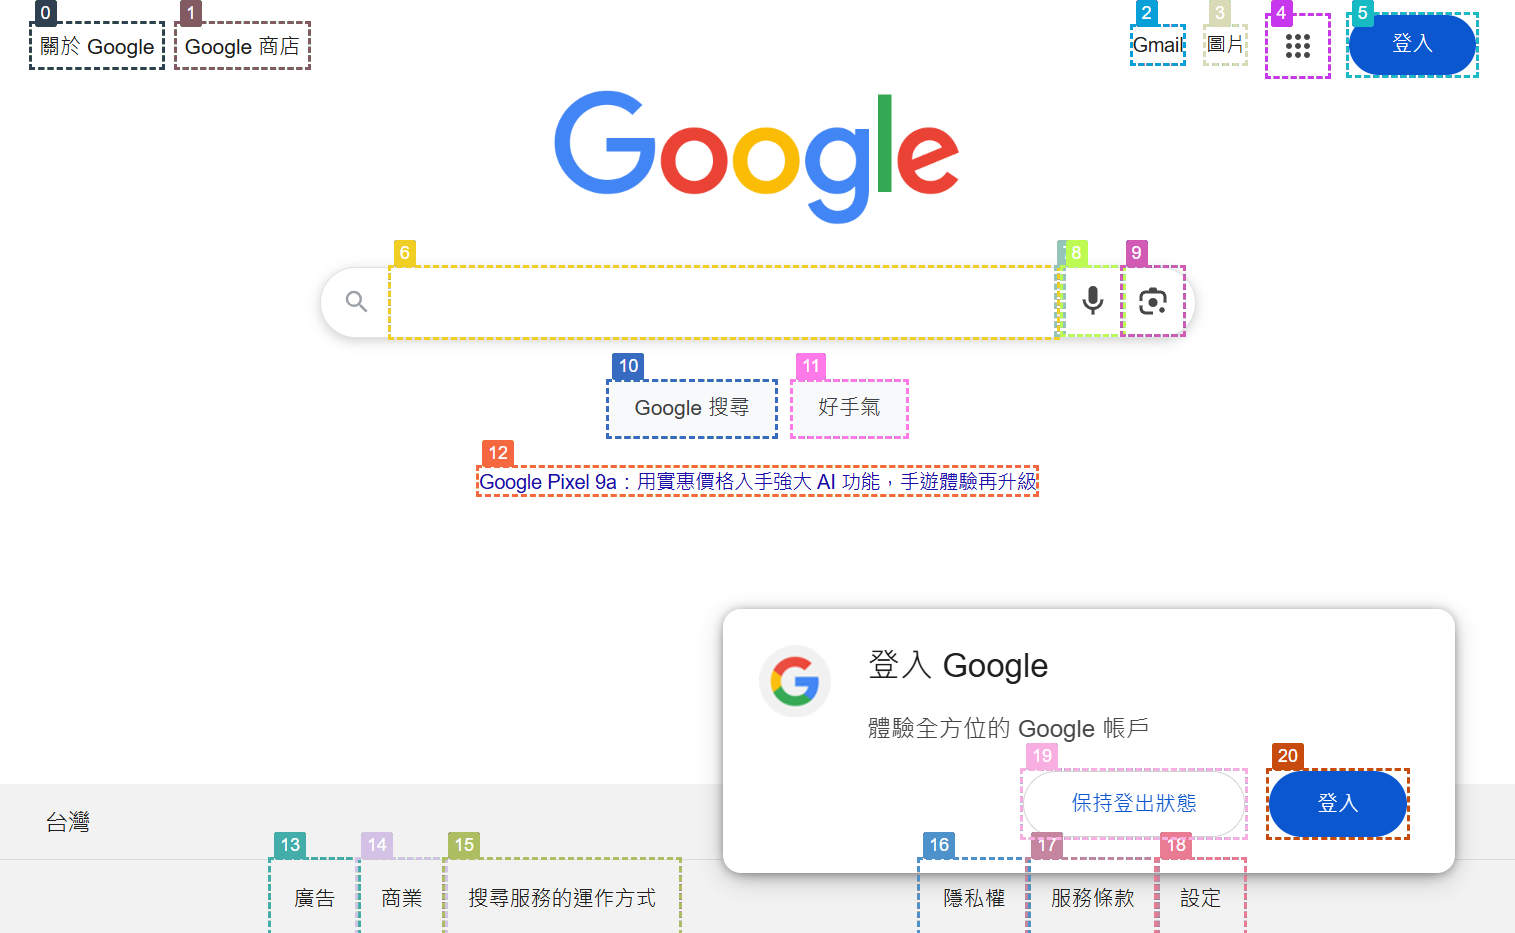 0
1
關於 Google
Google 商店
2
3
4
5
Gmail
圖片
登入
Google
6
8
9
10
11
Google 搜尋
好手氣
12
Google Pixel 9a：用實惠價格入手強大 AI 功能，手遊體驗再升級
登入 Google
體驗全方位的 Google 帳戶
19
20
保持登出狀態
登入
台灣
13
14
15
16
17
18
廣告
商業
搜尋服務的運作方式
隱私權
服務條款
設定